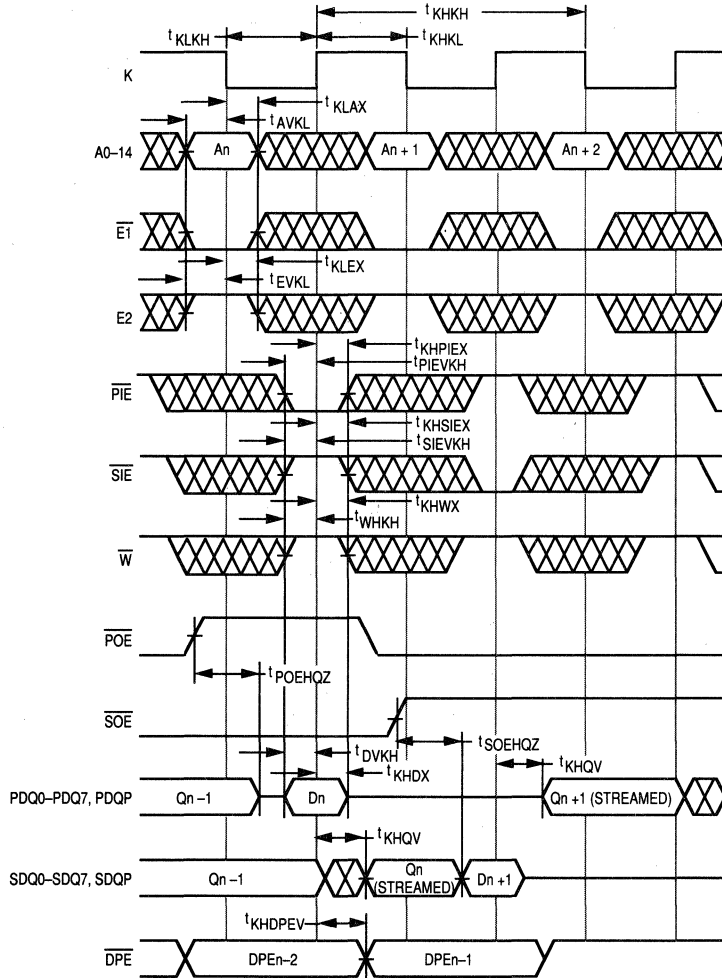 tKHKH
tKLKH
tKHKL
K
tKLAX
tAVKL
A0–14
An
An + 1
An + 2
E1
tKLEX
tEVKL
E2
tKHPIEX
tPIEVKH
PIE
tKHSIEX
tSIEVKH
SIE
tKHWX
tWHKH
W
POE
tPOEHQZ
SOE
tSOEHQZ
tDVKH
tKHDX
tKHQV
PDQ0–PDQ7, PDQP
Qn –1
Dn
Qn +1 (STREAMED)
tKHQV
SDQ0–SDQ7, SDQP
Qn –1
Qn
(STREAMED)
Dn +1
tKHDPEV
DPE
DPEn–2
DPEn–1